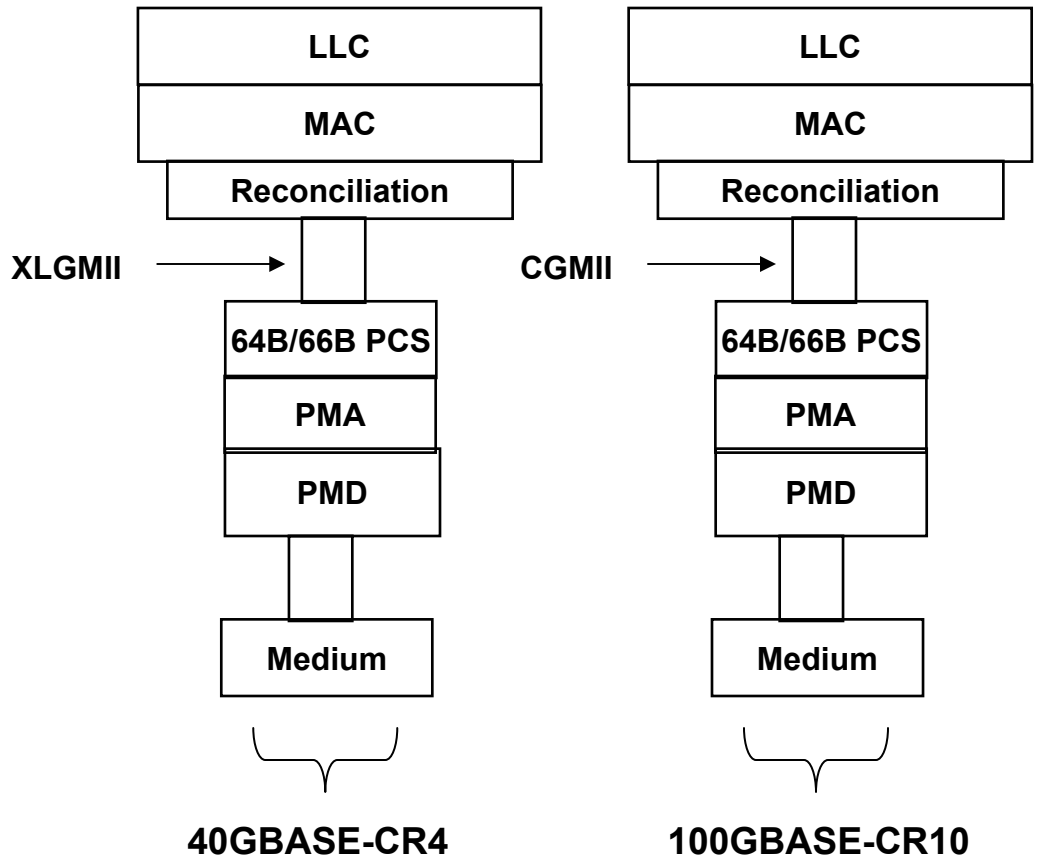 LLC
MAC
Reconciliation
XLGMII
64B/66B PCS
PMA
PMD
Medium
40GBASE-CR4
LLC
MAC
Reconciliation
CGMII
64B/66B PCS
PMA
PMD
Medium
100GBASE-CR10